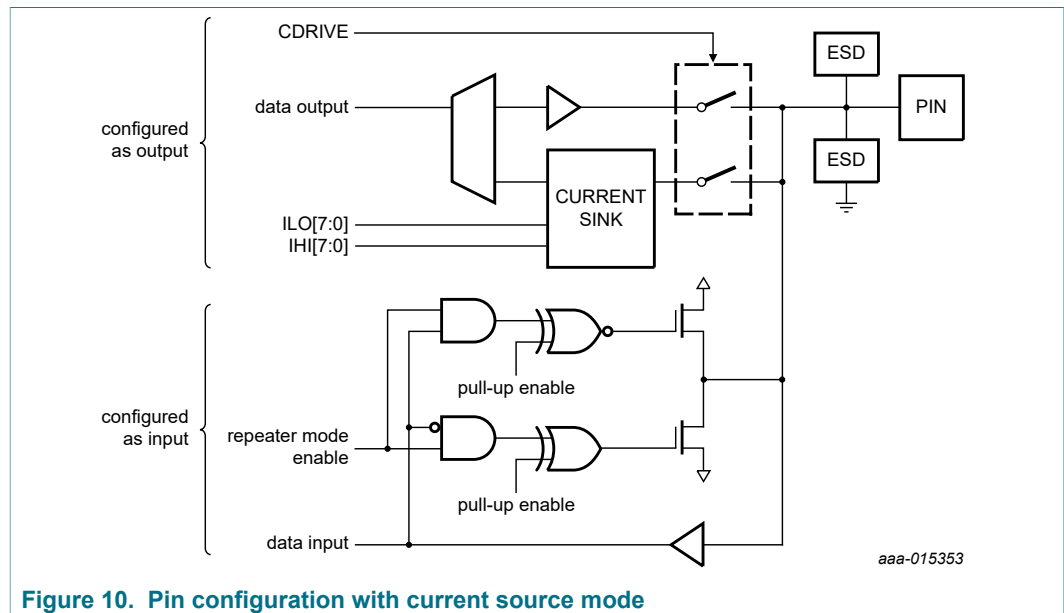 CDRIVE
ESD
data output
PIN
configured
as output
ESD
CURRENT
SINK
ILO[7:0]
IHI[7:0]
pull-up enable
configured
as input
repeater mode
enable
pull-up enable
data input
aaa-015353
Figure 10. Pin configuration with current source mode